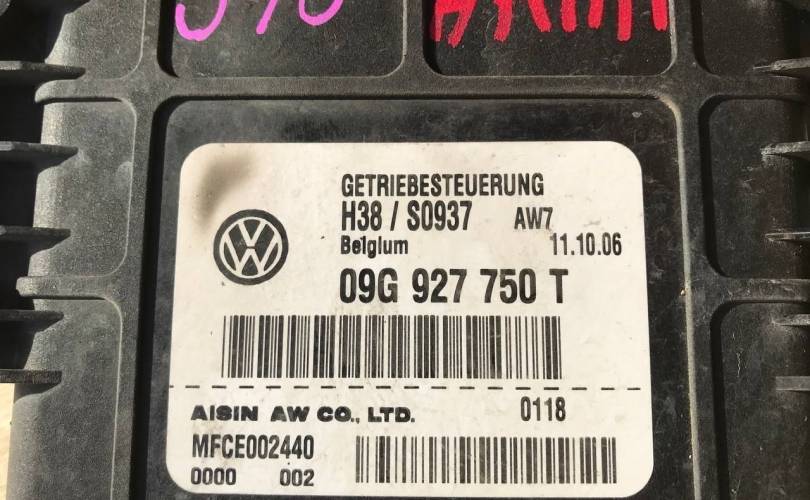 GETRIEBESTEUERUNG
H38 / S0937 AW7
Belgium 11.10.06
09G 927 750 T
AISIN AW CO., LTD. 0118
MFCE002440
0000 002